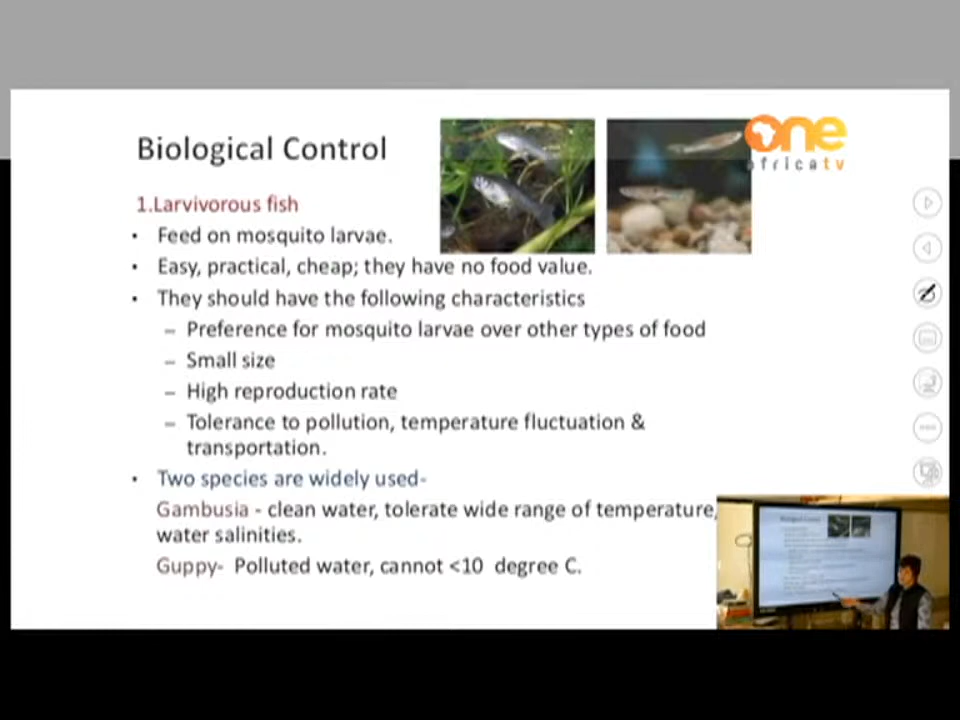 Biological Control
one
africa tv
1.Larvivorous fish
• Feed on mosquito larvae.
• Easy, practical, cheap; they have no food value.
• They should have the following characteristics
– Preference for mosquito larvae over other types of food
– Small size
– High reproduction rate
– Tolerance to pollution, temperature fluctuation &
transportation.
• Two species are widely used-
Gambusia - clean water, tolerate wide range of temperature,
water salinities.
Guppy- Polluted water, cannot <10 degree C.